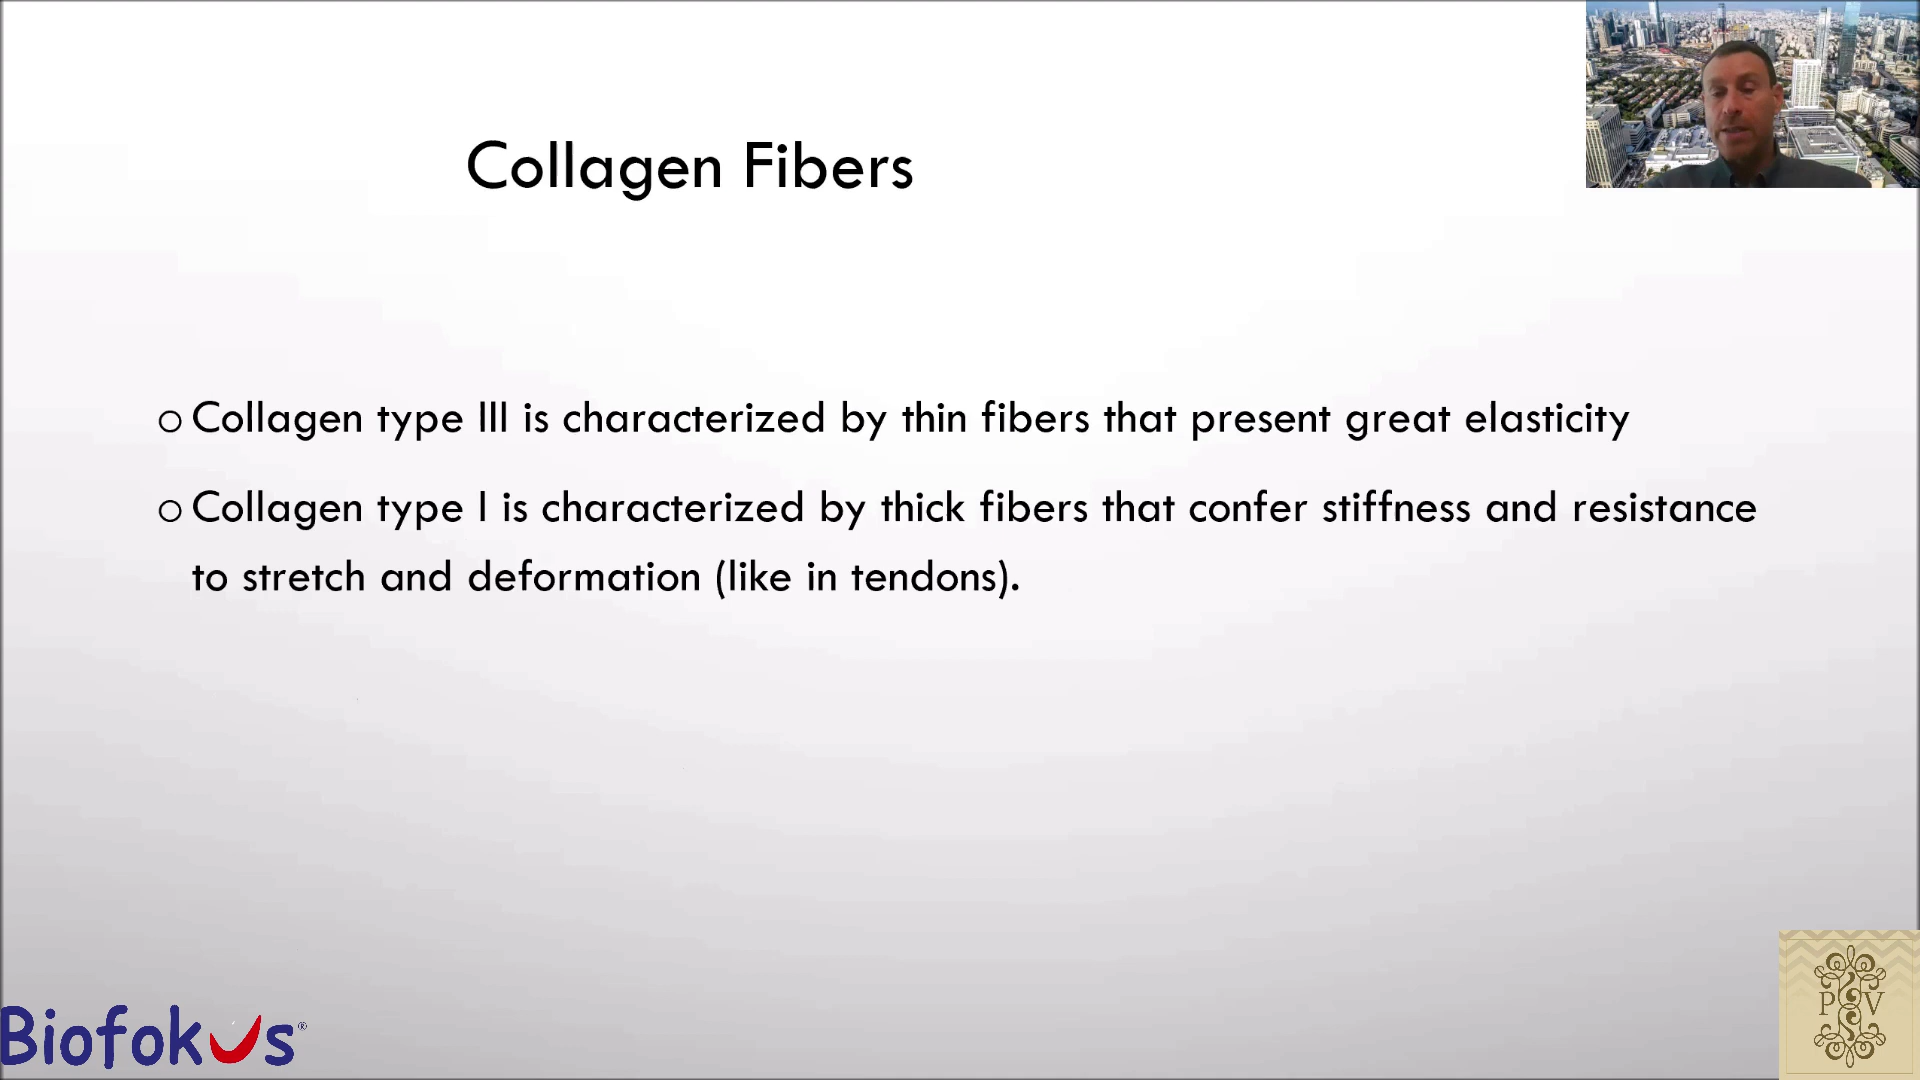 Collagen Fibers
o Collagen type III is characterized by thin fibers that present great elasticity
o Collagen type I is characterized by thick fibers that confer stiffness and resistance
to stretch and deformation (like in tendons).
Biofokus®
P S V